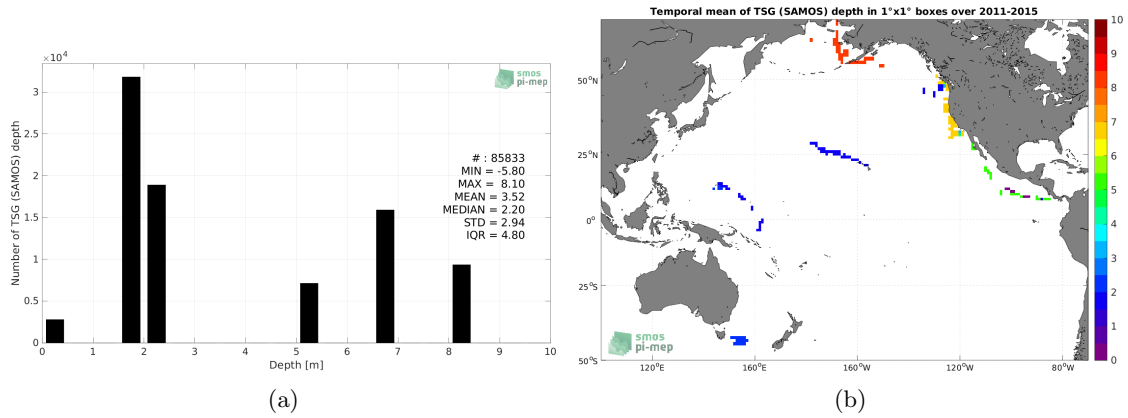 ×10⁴
3
2.5
2
1.5
1
0.5
0
0 1 2 3 4 5 6 7 8 9 10
Number of TSG (SAMOS) depth
Depth [m]
smos
pi-mep
# : 85833
MIN = -5.80
MAX = 8.10
MEAN = 3.52
MEDIAN = 2.20
STD = 2.94
IQR = 4.80
(a)
Temporal mean of TSG (SAMOS) depth in 1°x1° boxes over 2011-2015
50°N
25°N
0°
25°S
50°S
120°E 160°E 160°W 120°W 80°W
smos
pi-mep
10
9
8
7
6
5
4
3
2
1
0
(b)